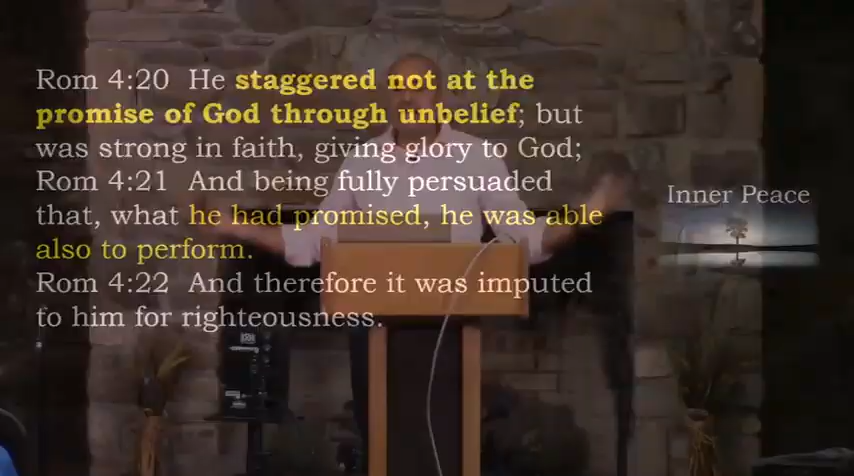 Rom 4:20 He staggered not at the
promise of God through unbelief; but
was strong in faith, giving glory to God;
Rom 4:21 And being fully persuaded
that, what he had promised, he was able
also to perform.
Rom 4:22 And therefore it was imputed
to him for righteousness.
Inner Peace